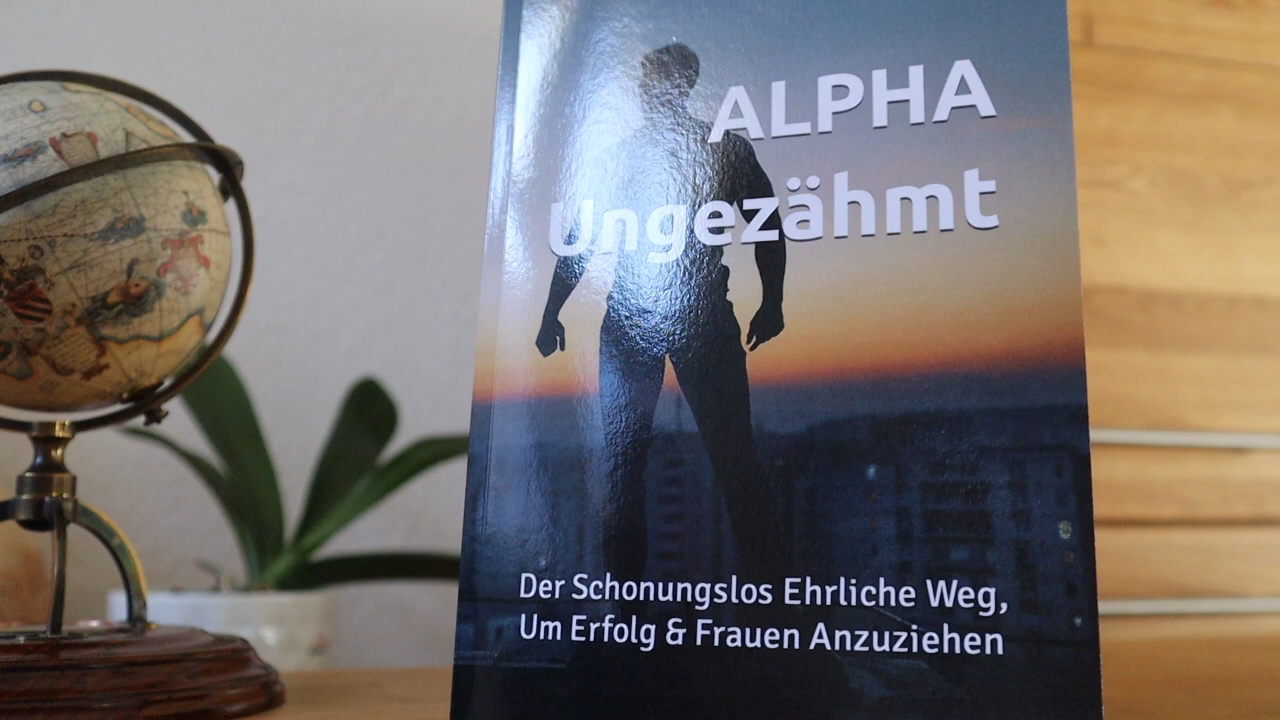 ALPHA
Ungezähmt
Der Schonungslos Ehrliche Weg,
Um Erfolg & Frauen Anzuziehen